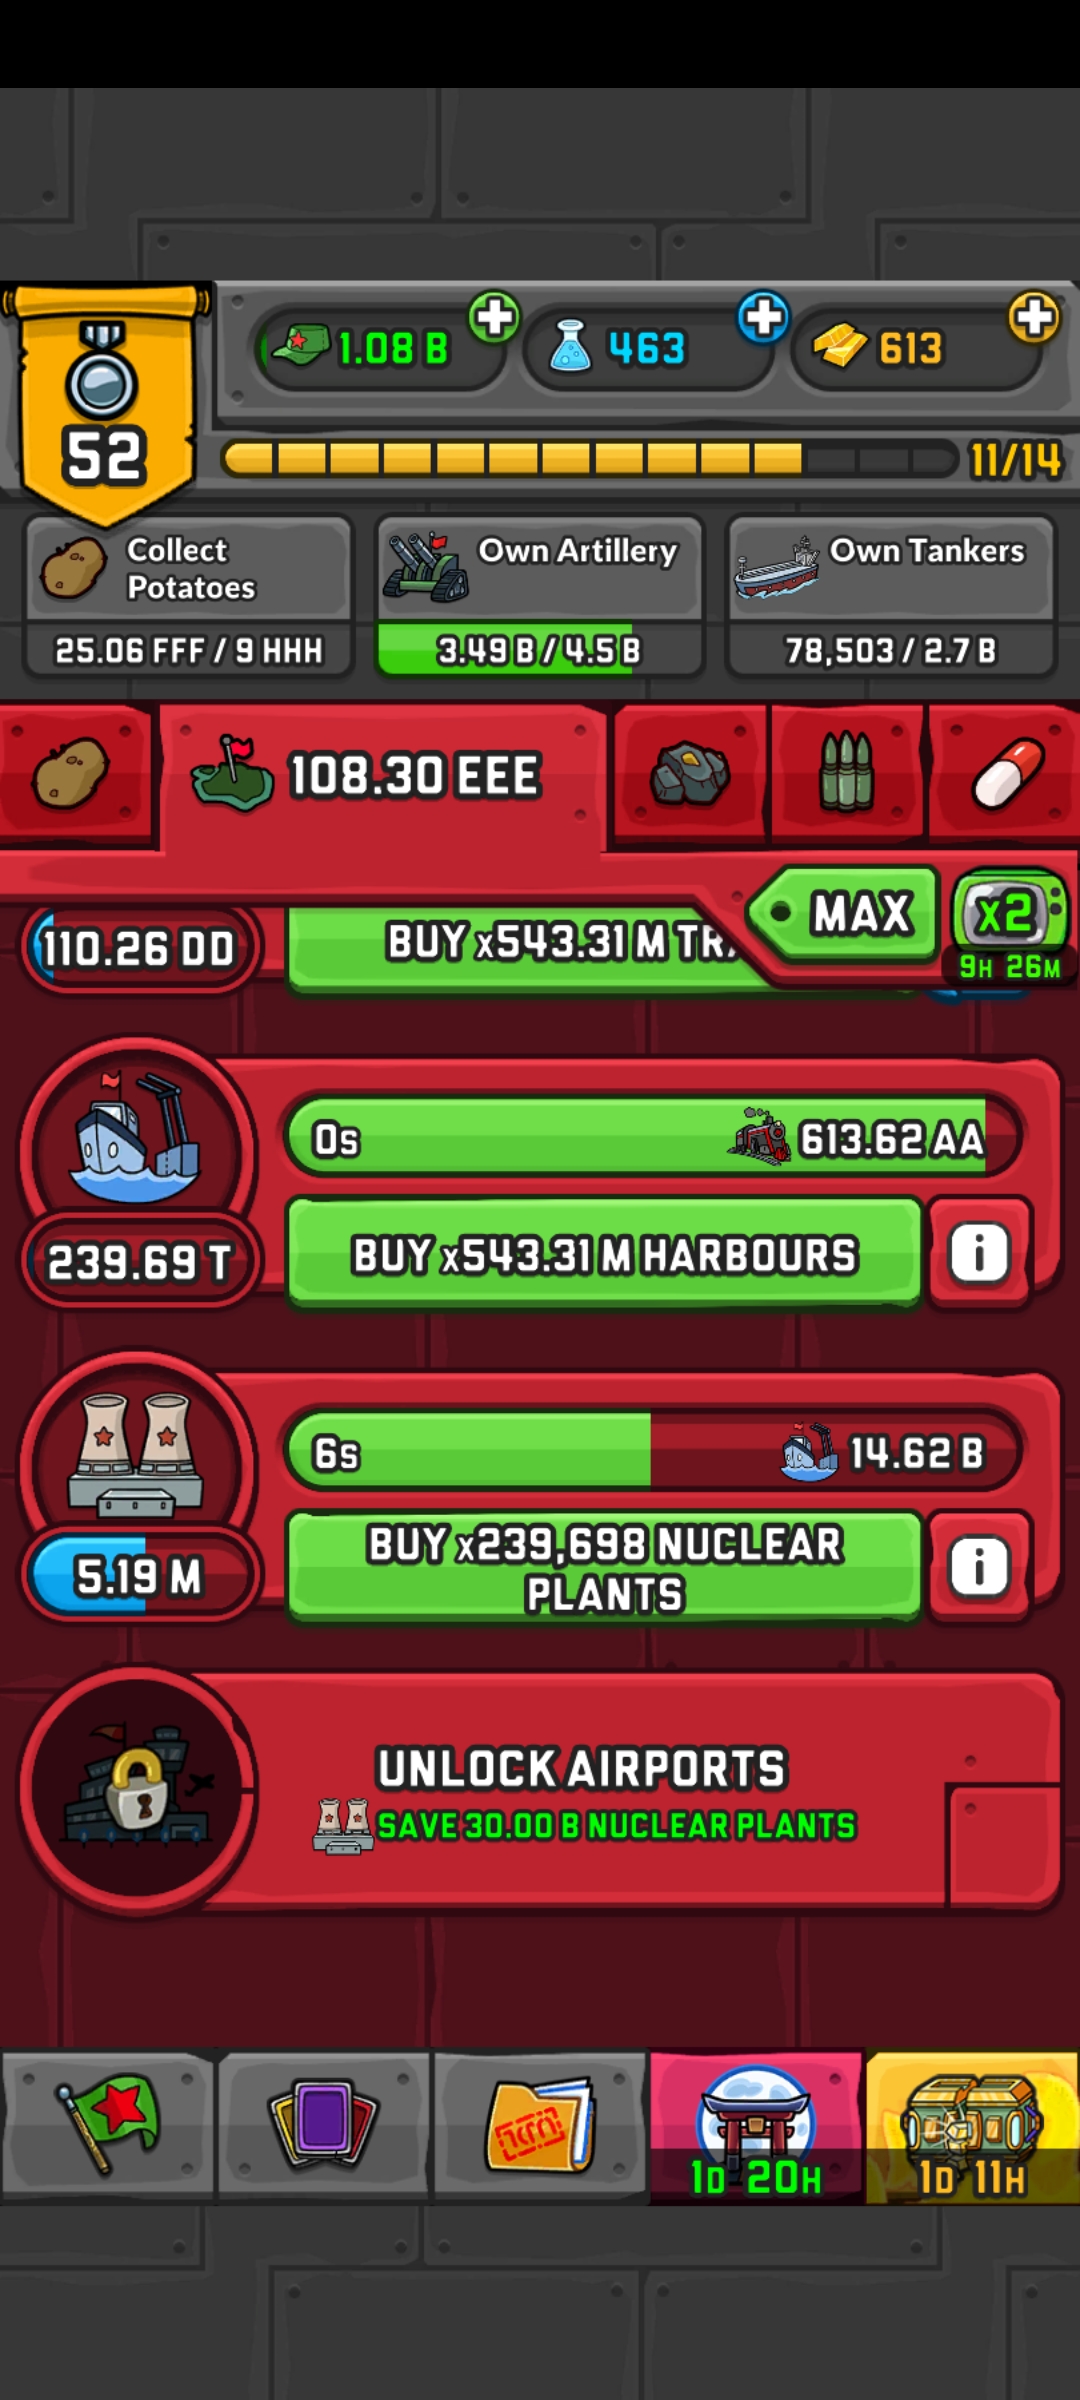 1.08 B
463
613
52
11/14
Collect
Potatoes
Own Artillery
Own Tankers
25.06 FFF / 9 HHH
3.49 B / 4.5 B
78,503 / 2.7 B
108.30 EEE
MAX
x2
9H 26M
110.26 DD
BUY x543.31 M
0s
613.62 AA
239.69 T
BUY x543.31 M HARBOURS
i
6s
14.62 B
5.19 M
BUY x239,698 NUCLEAR
PLANTS
i
UNLOCK AIRPORTS
SAVE 30.00 B NUCLEAR PLANTS
1D 20H
1D 11H